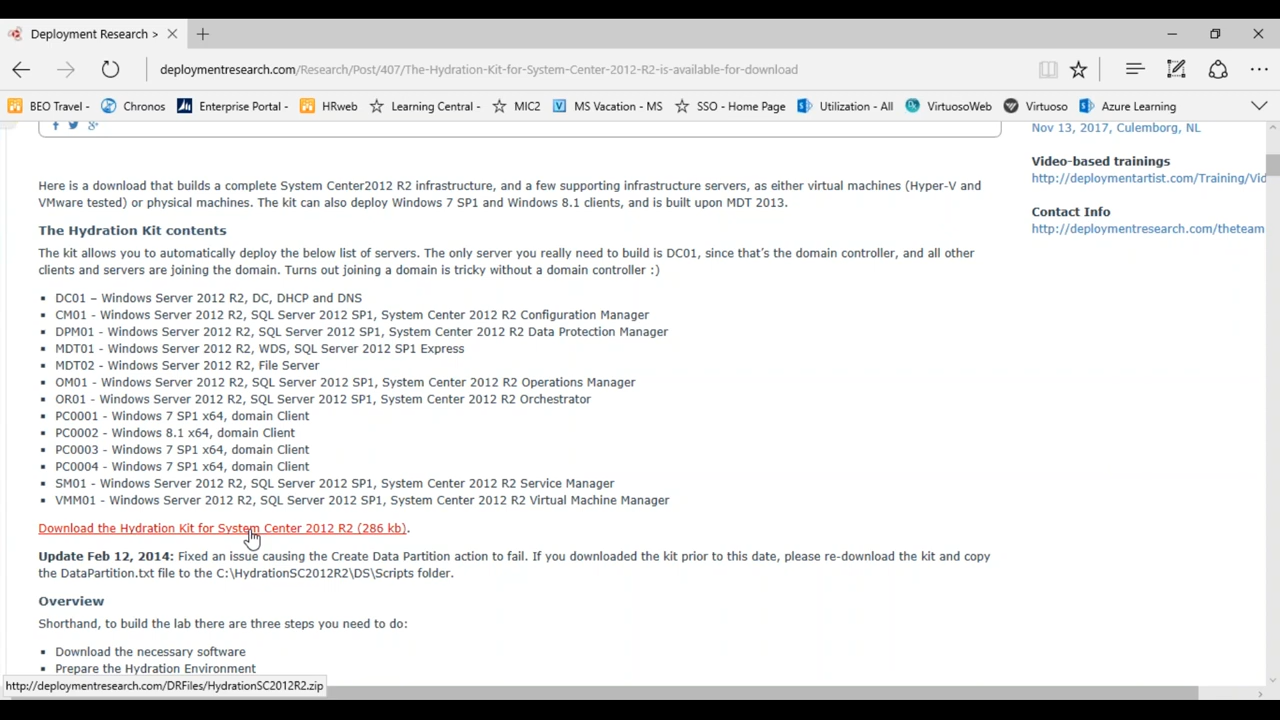 Deployment Research >
deploymentresearch.com/Research/Post/407/The-Hydration-Kit-for-System-Center-2012-R2-is-available-for-download
BEO Travel - Chronos Enterprise Portal - HRweb Learning Central - MIC2 MS Vacation - MS SSO - Home Page Utilization - All VirtuosoWeb Virtuoso Azure Learning
Nov 13, 2017, Culemborg, NL
Video-based trainings
http://deploymentartist.com/Training/Vid
Contact Info
http://deploymentresearch.com/theteam
Here is a download that builds a complete System Center2012 R2 infrastructure, and a few supporting infrastructure servers, as either virtual machines (Hyper-V and
VMware tested) or physical machines. The kit can also deploy Windows 7 SP1 and Windows 8.1 clients, and is built upon MDT 2013.
The Hydration Kit contents
The kit allows you to automatically deploy the below list of servers. The only server you really need to build is DC01, since that's the domain controller, and all other
clients and servers are joining the domain. Turns out joining a domain is tricky without a domain controller :)
▪ DC01 – Windows Server 2012 R2, DC, DHCP and DNS
▪ CM01 - Windows Server 2012 R2, SQL Server 2012 SP1, System Center 2012 R2 Configuration Manager
▪ DPM01 - Windows Server 2012 R2, SQL Server 2012 SP1, System Center 2012 R2 Data Protection Manager
▪ MDT01 - Windows Server 2012 R2, WDS, SQL Server 2012 SP1 Express
▪ MDT02 - Windows Server 2012 R2, File Server
▪ OM01 - Windows Server 2012 R2, SQL Server 2012 SP1, System Center 2012 R2 Operations Manager
▪ OR01 - Windows Server 2012 R2, SQL Server 2012 SP1, System Center 2012 R2 Orchestrator
▪ PC0001 - Windows 7 SP1 x64, domain Client
▪ PC0002 - Windows 8.1 x64, domain Client
▪ PC0003 - Windows 7 SP1 x64, domain Client
▪ PC0004 - Windows 7 SP1 x64, domain Client
▪ SM01 - Windows Server 2012 R2, SQL Server 2012 SP1, System Center 2012 R2 Service Manager
▪ VMM01 - Windows Server 2012 R2, SQL Server 2012 SP1, System Center 2012 R2 Virtual Machine Manager
Download the Hydration Kit for System Center 2012 R2 (286 kb).
Update Feb 12, 2014: Fixed an issue causing the Create Data Partition action to fail. If you downloaded the kit prior to this date, please re-download the kit and copy
the DataPartition.txt file to the C:\HydrationSC2012R2\DS\Scripts folder.
Overview
Shorthand, to build the lab there are three steps you need to do:
▪ Download the necessary software
▪ Prepare the Hydration Environment
http://deploymentresearch.com/DRFiles/HydrationSC2012R2.zip